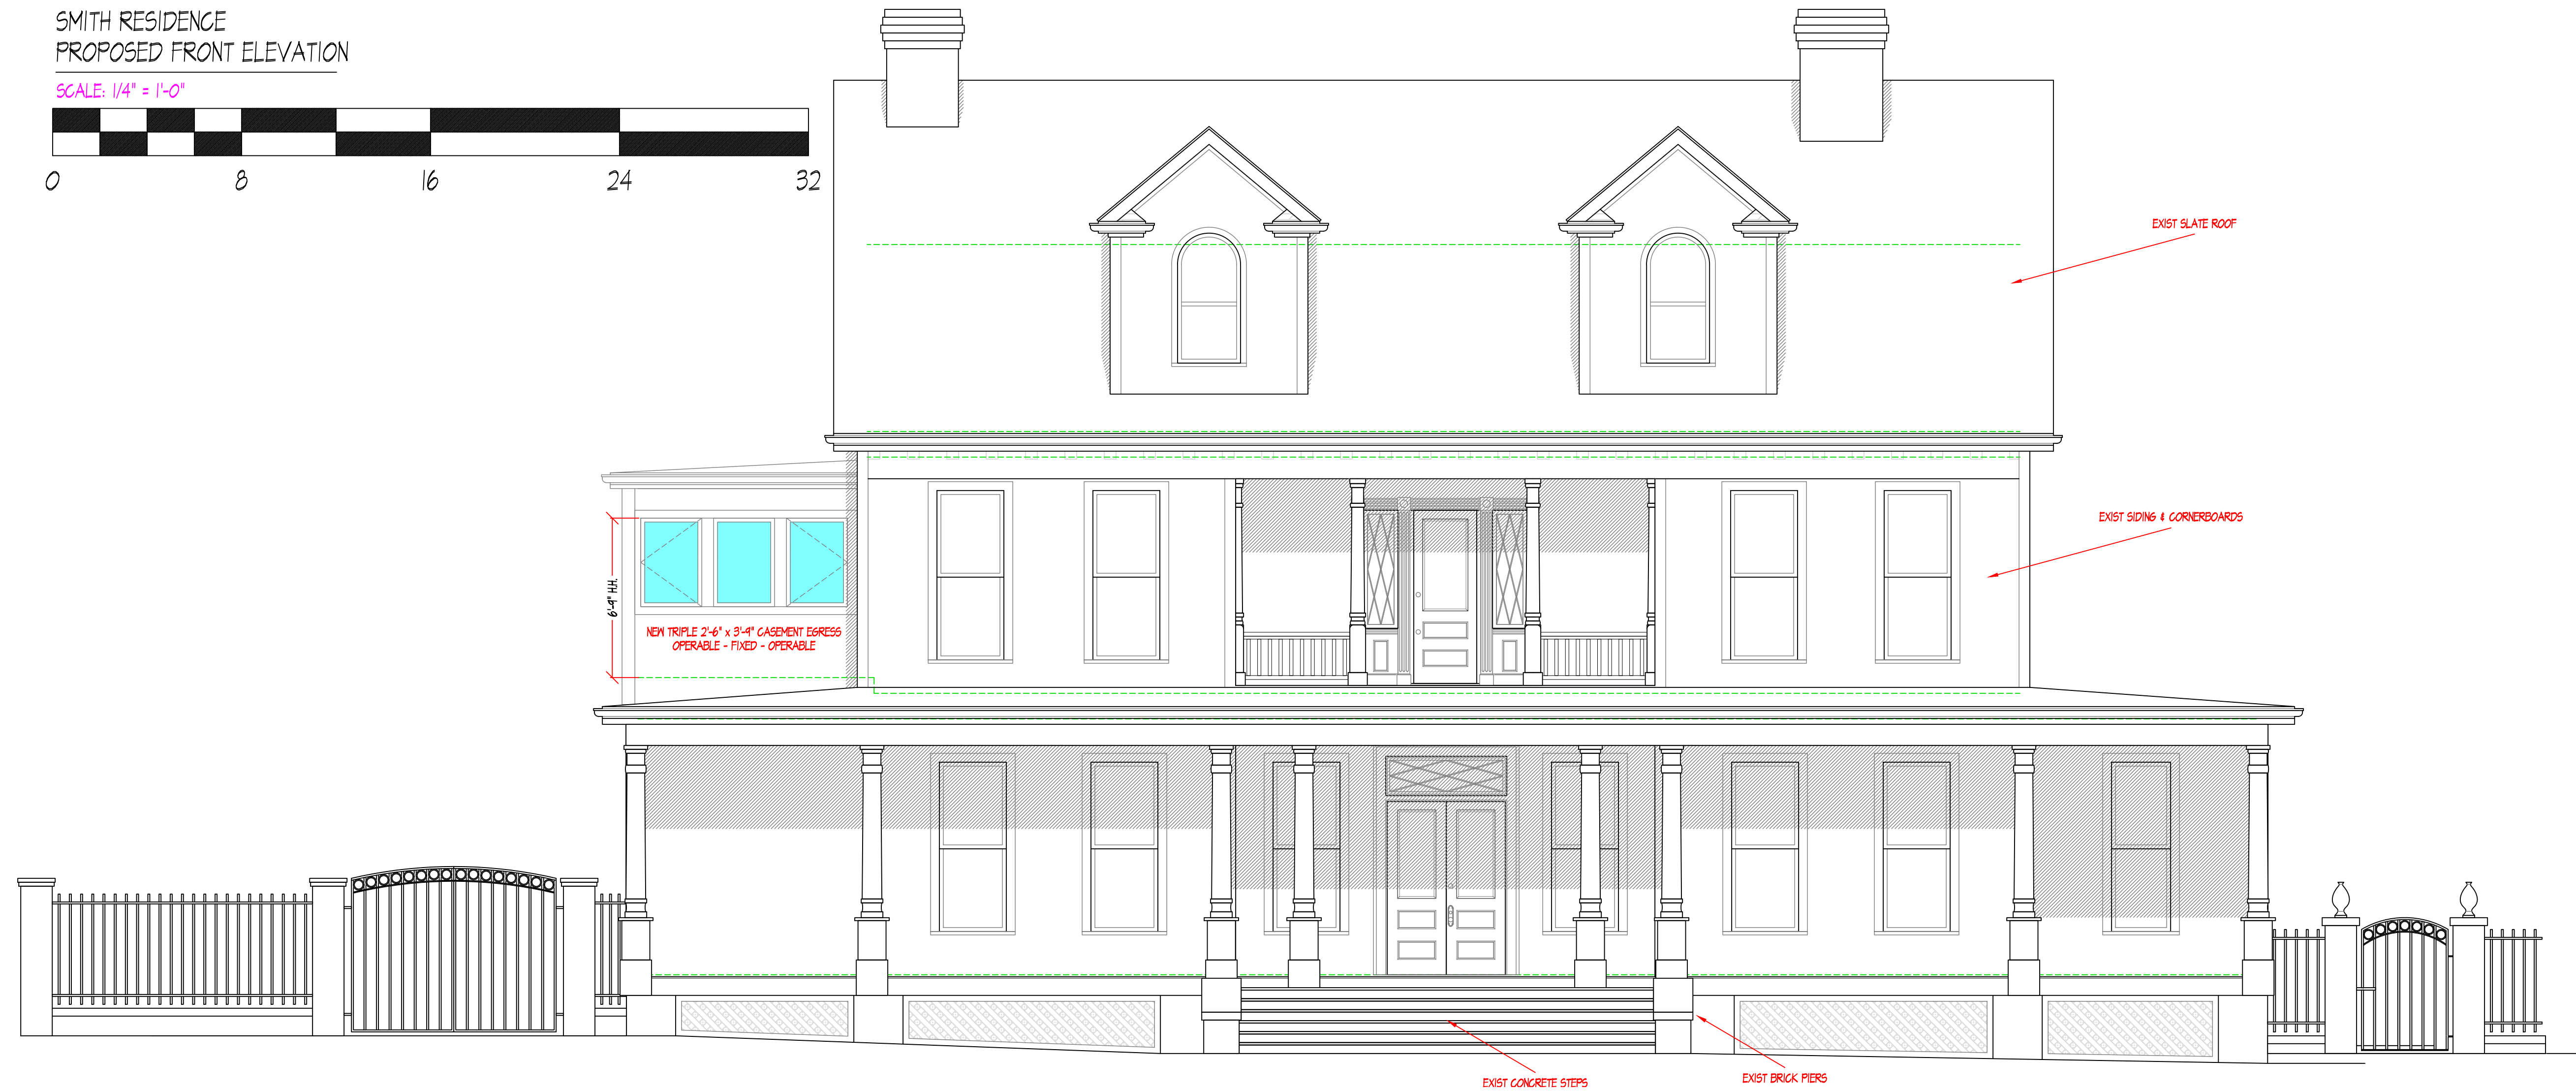 SMITH RESIDENCE
PROPOSED FRONT ELEVATION
SCALE: 1/4" = 1'-0"
0 8 16 24 32
EXIST SLATE ROOF
EXIST SIDING & CORNERBOARDS
6'-9" H.H.
NEW TRIPLE 2'-6" x 3'-9" CASEMENT EGRESS
OPERABLE - FIXED - OPERABLE
EXIST CONCRETE STEPS
EXIST BRICK PIERS